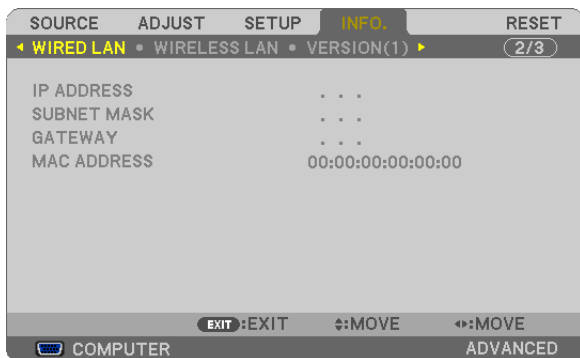 SOURCE ADJUST SETUP INFO. RESET
WIRED LAN • WIRELESS LAN • VERSION(1) 2/3
IP ADDRESS . . .
SUBNET MASK . . .
GATEWAY . . .
MAC ADDRESS 00:00:00:00:00:00
EXIT :EXIT :MOVE :MOVE
COMPUTER ADVANCED